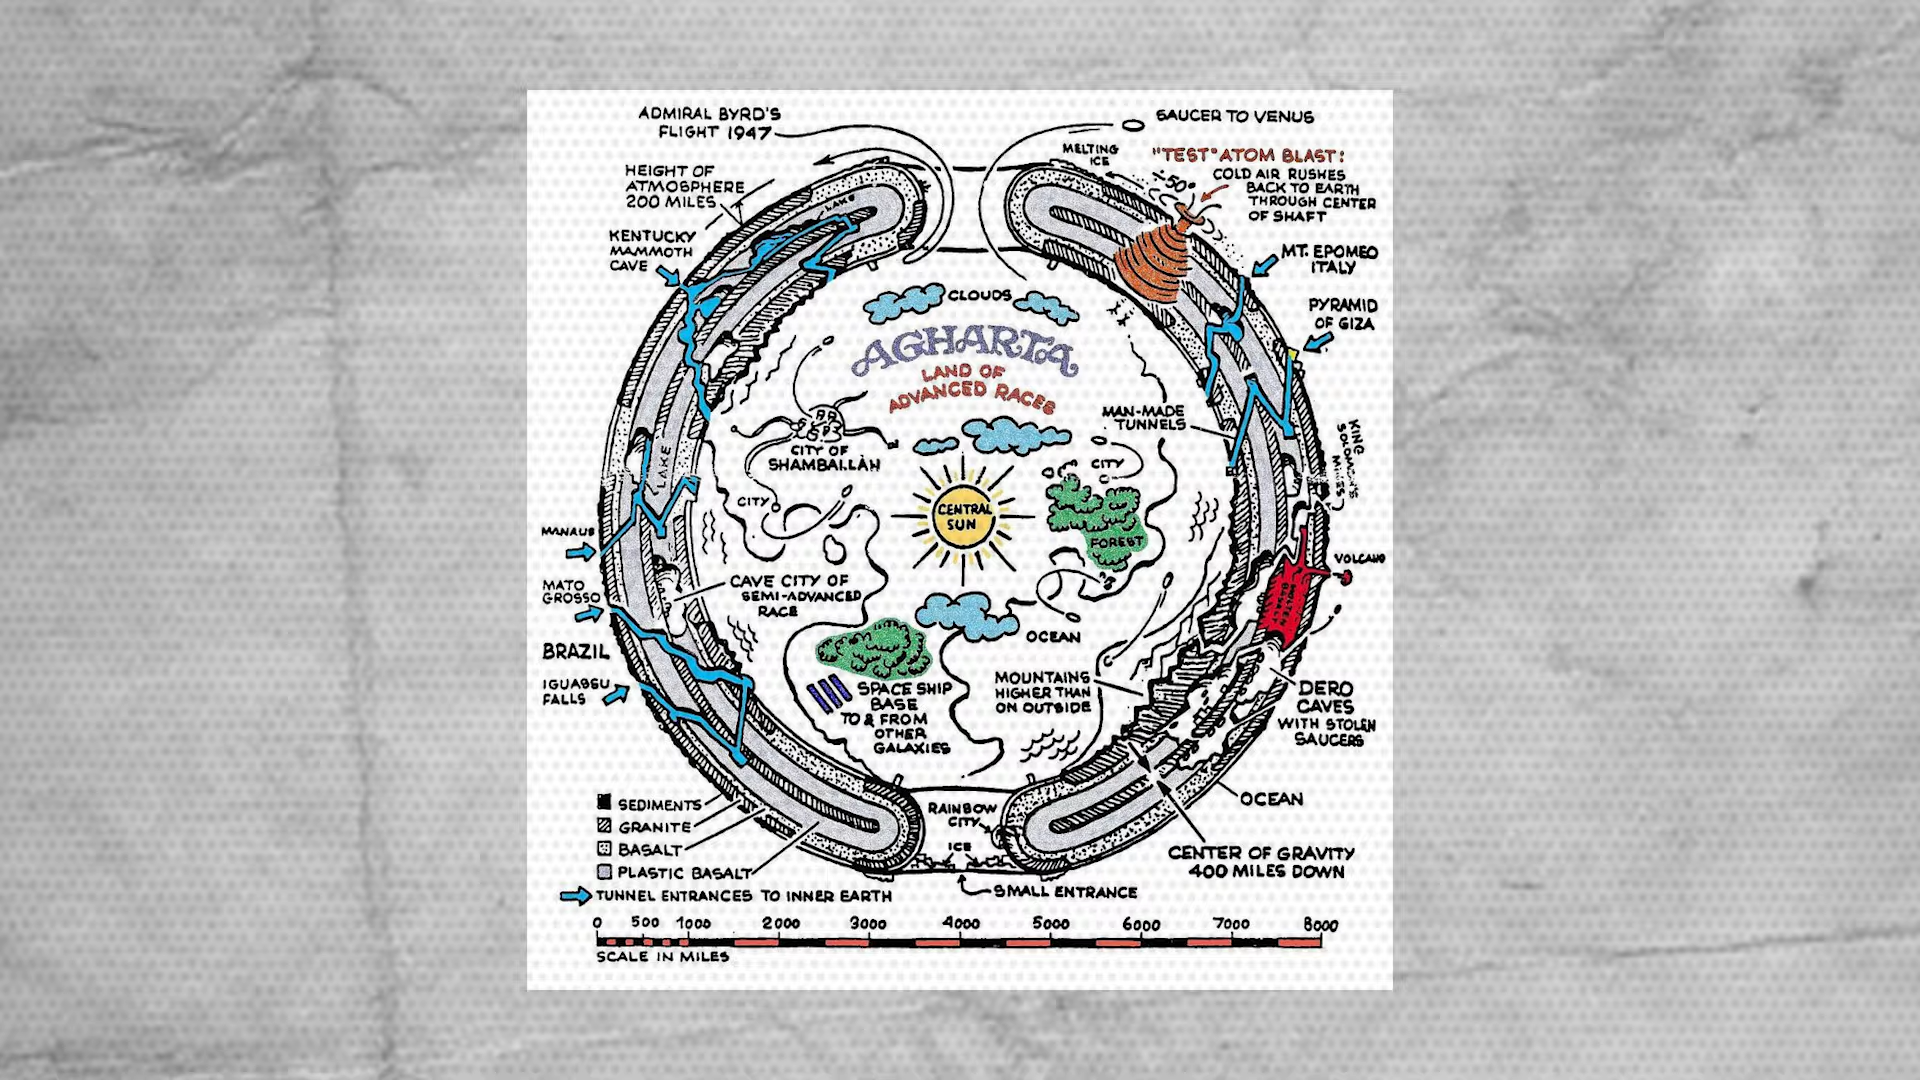 ADMIRAL BYRD'S
FLIGHT 1947
SAUCER TO VENUS
MELTING
ICE
"TEST" ATOM BLAST:
COLD AIR RUSHES
BACK TO EARTH
THROUGH CENTER
OF SHAFT
-50°
HEIGHT OF
ATMOSPHERE
200 MILES
LAKE
KENTUCKY
MAMMOTH
CAVE
MT. EPOMEO
ITALY
PYRAMID
OF GIZA
CLOUDS
AGHARTA
LAND OF
ADVANCED RACES
MAN-MADE
TUNNELS
KING
SOLOMON'S
MINES
CITY OF
SHAMBALLAH
CITY
CITY
LAKE
CENTRAL
SUN
FOREST
MANAUS
VOLCANO
MATO
GROSSO
CAVE CITY OF
SEMI-ADVANCED
RACE
OCEAN
BRAZIL
IGUASSU
FALLS
SPACE SHIP
BASE
TO & FROM
OTHER
GALAXIES
MOUNTAINS
HIGHER THAN
ON OUTSIDE
DERO
CAVES
WITH STOLEN
SAUCERS
SEDIMENTS
GRANITE
BASALT
PLASTIC BASALT
TUNNEL ENTRANCES TO INNER EARTH
RAINBOW
CITY
ICE
SMALL ENTRANCE
OCEAN
CENTER OF GRAVITY
400 MILES DOWN
0 500 1000 2000 3000 4000 5000 6000 7000 8000
SCALE IN MILES